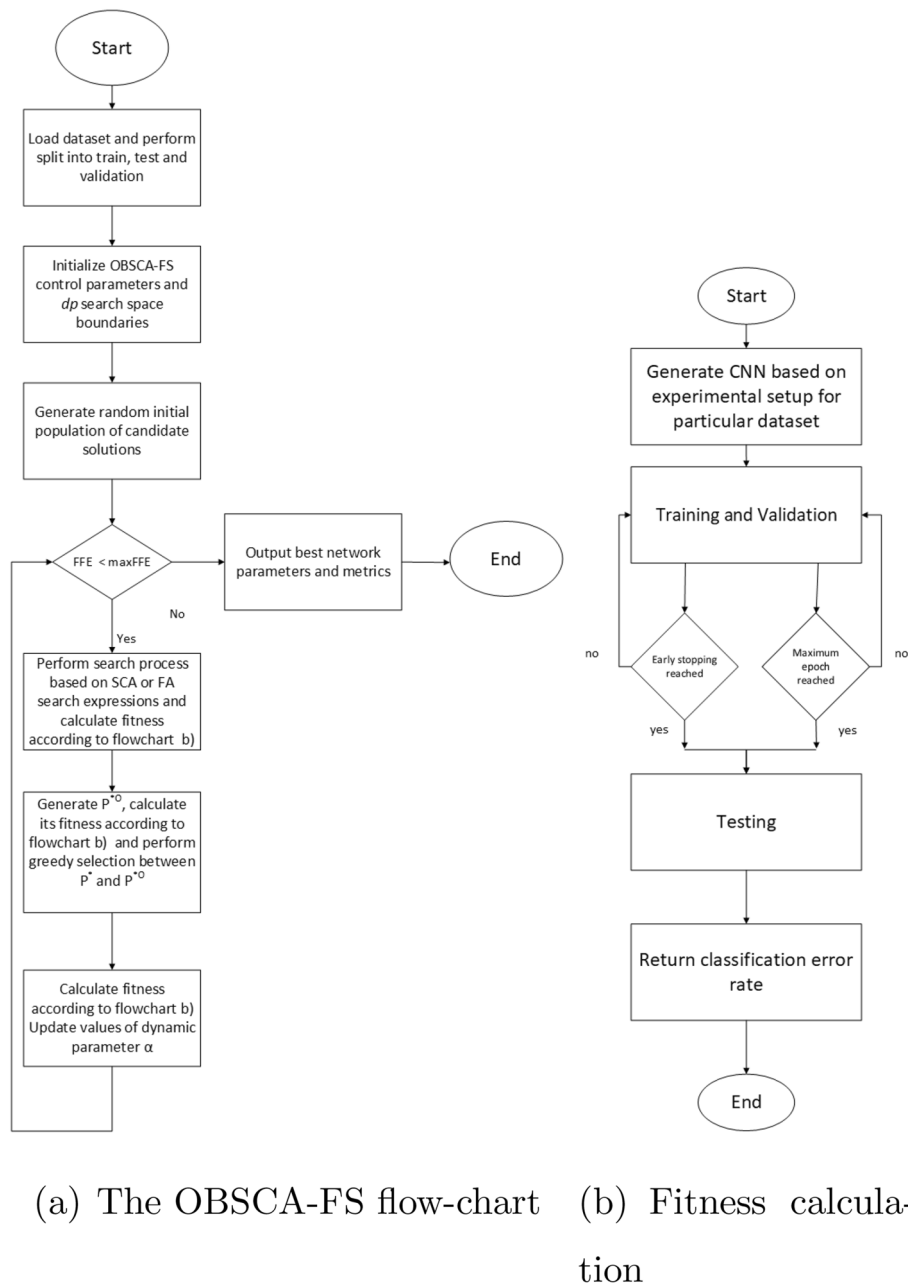 Start
Load dataset and perform
split into train, test and
validation
Initialize OBSCA-FS
control parameters and
dp search space
boundaries
Generate random initial
population of candidate
solutions
FFE < maxFFE
No
Yes
Output best network
parameters and metrics
End
Perform search process
based on SCA or FA
search expressions and
calculate fitness
according to flowchart b)
Generate P*O, calculate
its fitness according to
flowchart b) and perform
greedy selection between
P* and P*O
Calculate fitness
according to flowchart b)
Update values of dynamic
parameter α
(a) The OBSCA-FS flow-chart
Start
Generate CNN based on
experimental setup for
particular dataset
Training and Validation
no
Early stopping
reached
yes
Maximum
epoch
reached
no
yes
Testing
Return classification error
rate
End
(b) Fitness calcula-
tion